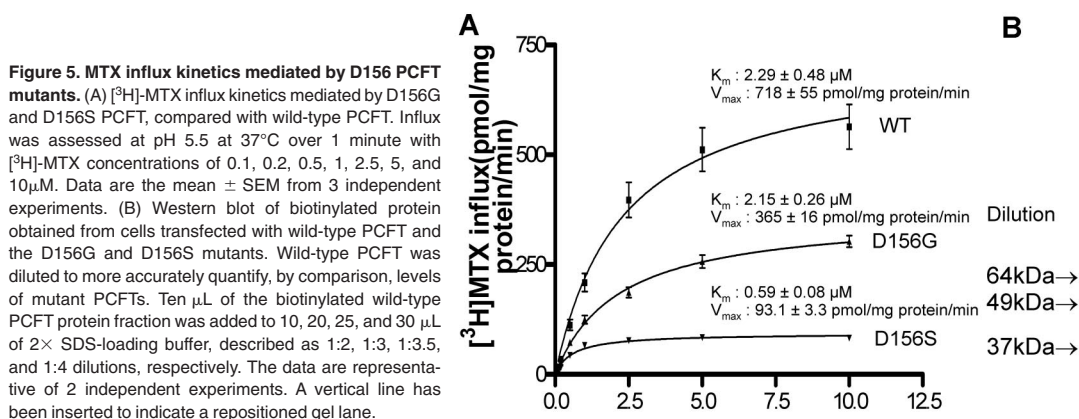 Figure 5. MTX influx kinetics mediated by D156 PCFT
mutants. (A) [³H]-MTX influx kinetics mediated by D156G
and D156S PCFT, compared with wild-type PCFT. Influx
was assessed at pH 5.5 at 37°C over 1 minute with
[³H]-MTX concentrations of 0.1, 0.2, 0.5, 1, 2.5, 5, and
10μM. Data are the mean ± SEM from 3 independent
experiments. (B) Western blot of biotinylated protein
obtained from cells transfected with wild-type PCFT and
the D156G and D156S mutants. Wild-type PCFT was
diluted to more accurately quantify, by comparison, levels
of mutant PCFTs. Ten μL of the biotinylated wild-type
PCFT protein fraction was added to 10, 20, 25, and 30 μL
of 2× SDS-loading buffer, described as 1:2, 1:3, 1:3.5,
and 1:4 dilutions, respectively. The data are representa-
tive of 2 independent experiments. A vertical line has
been inserted to indicate a repositioned gel lane.
A
[³H]MTX influx(pmol/mg
protein/min)
750
500
250
0
0.0 2.5 5.0 7.5 10.0 12.5
Km : 2.29 ± 0.48 μM
Vmax : 718 ± 55 pmol/mg protein/min
WT
Km : 2.15 ± 0.26 μM
Vmax : 365 ± 16 pmol/mg protein/min
D156G
Km : 0.59 ± 0.08 μM
Vmax : 93.1 ± 3.3 pmol/mg protein/min
D156S
B
Dilution
64kDa→
49kDa→
37kDa→